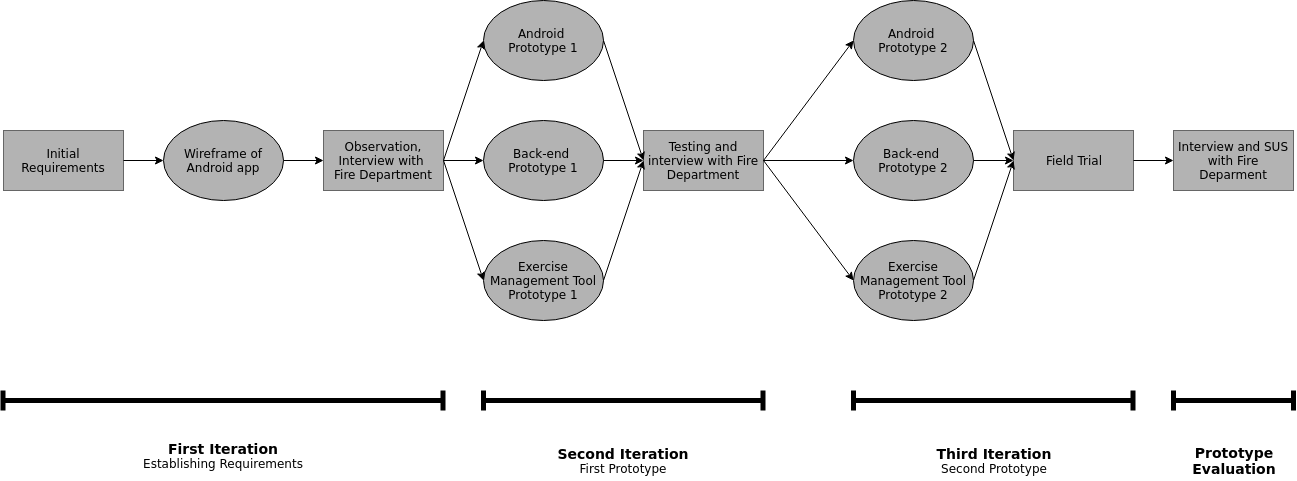 Initial
Requirements
Wireframe of
Android app
Observation,
Interview with
Fire Department
Android
Prototype 1
Back-end
Prototype 1
Exercise
Management Tool
Prototype 1
Testing and
interview with Fire
Department
Android
Prototype 2
Back-end
Prototype 2
Exercise
Management Tool
Prototype 2
Field Trial
Interview and SUS
with Fire
Deparment
First Iteration
Establishing Requirements
Second Iteration
First Prototype
Third Iteration
Second Prototype
Prototype
Evaluation